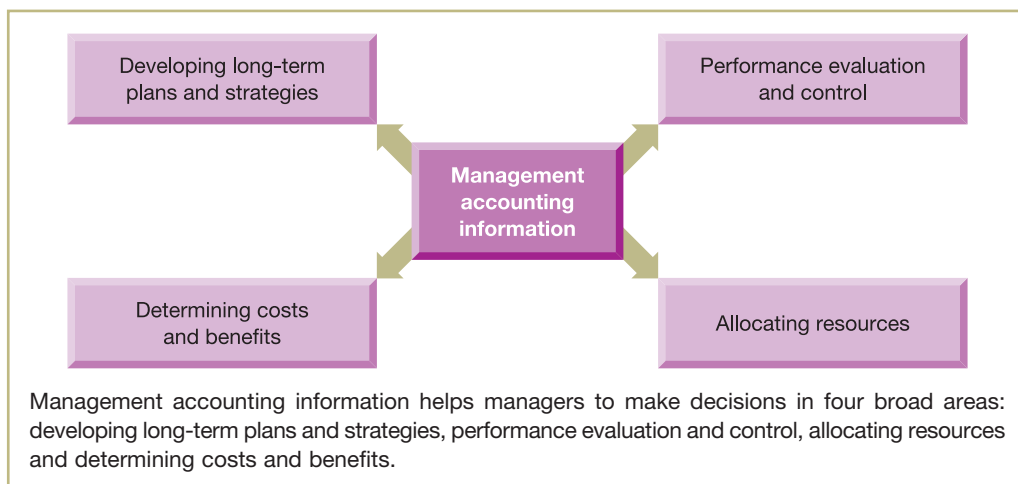 Developing long-term
plans and strategies
Performance evaluation
and control
Management
accounting
information
Determining costs
and benefits
Allocating resources
Management accounting information helps managers to make decisions in four broad areas:
developing long-term plans and strategies, performance evaluation and control, allocating resources
and determining costs and benefits.